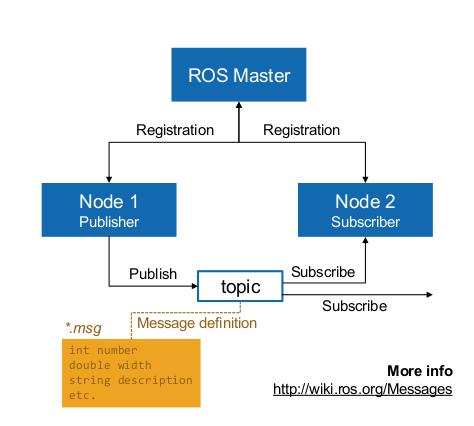 ROS Master
Registration Registration
Node 1
Publisher
Node 2
Subscriber
Publish
topic
Subscribe
Subscribe
*.msg
Message definition
int number
double width
string description
etc.
More info
http://wiki.ros.org/Messages